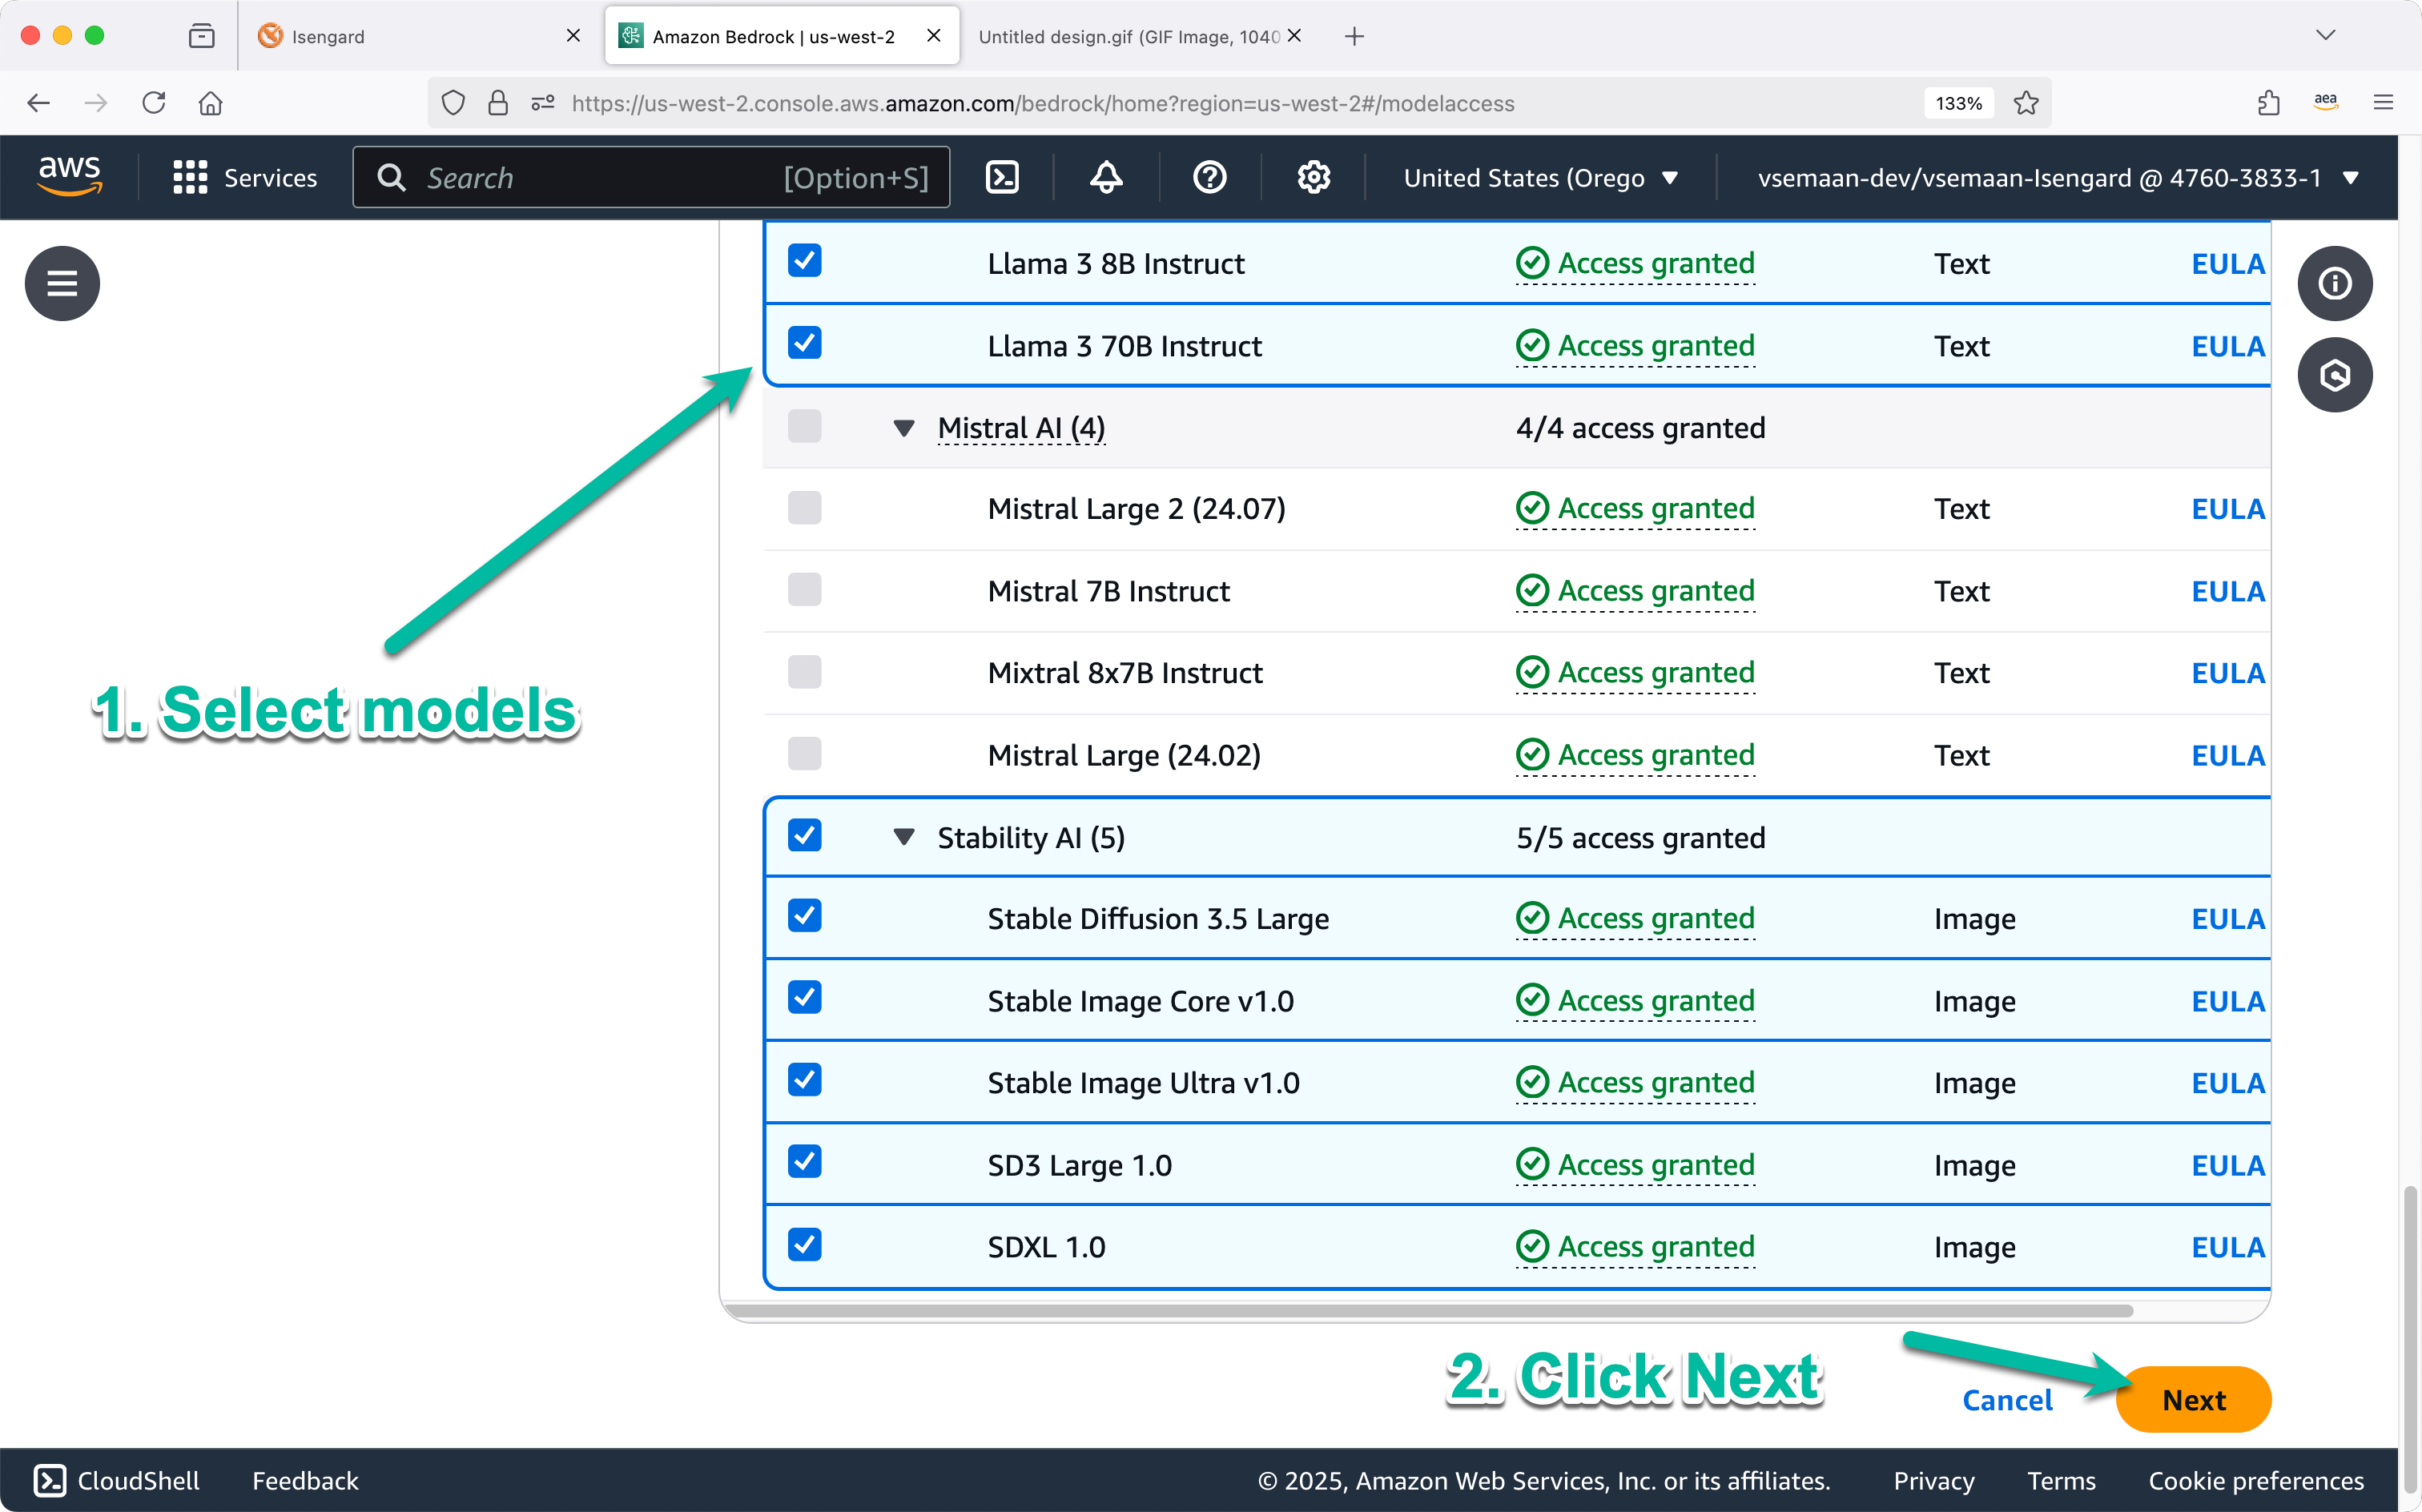 Isengard
Amazon Bedrock | us-west-2
Untitled design.gif (GIF Image, 1040
https://us-west-2.console.aws.amazon.com/bedrock/home?region=us-west-2#/modelaccess
133%
aea
aws
Services
Search
[Option+S]
United States (Orego
vsemaan-dev/vsemaan-Isengard @ 4760-3833-1
Llama 3 8B Instruct Access granted Text EULA
Llama 3 70B Instruct Access granted Text EULA
Mistral AI (4) 4/4 access granted
Mistral Large 2 (24.07) Access granted Text EULA
Mistral 7B Instruct Access granted Text EULA
Mixtral 8x7B Instruct Access granted Text EULA
1. Select models
Mistral Large (24.02) Access granted Text EULA
Stability AI (5) 5/5 access granted
Stable Diffusion 3.5 Large Access granted Image EULA
Stable Image Core v1.0 Access granted Image EULA
Stable Image Ultra v1.0 Access granted Image EULA
SD3 Large 1.0 Access granted Image EULA
SDXL 1.0 Access granted Image EULA
2. Click Next
Cancel
Next
CloudShell
Feedback
© 2025, Amazon Web Services, Inc. or its affiliates.
Privacy
Terms
Cookie preferences